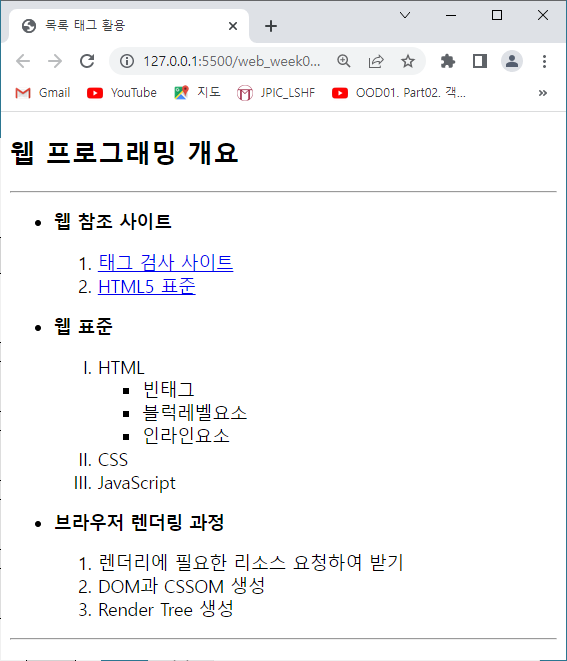 목록 태그 활용
127.0.0.1:5500/web_week0...
Gmail YouTube 지도 JPIC_LSHF OOD01. Part02. 객... »
웹 프로그래밍 개요
• 웹 참조 사이트
1. 태그 검사 사이트
2. HTML5 표준
• 웹 표준
I. HTML
▪ 빈태그
▪ 블럭레벨요소
▪ 인라인요소
II. CSS
III. JavaScript
• 브라우저 렌더링 과정
1. 렌더리에 필요한 리소스 요청하여 받기
2. DOM과 CSSOM 생성
3. Render Tree 생성